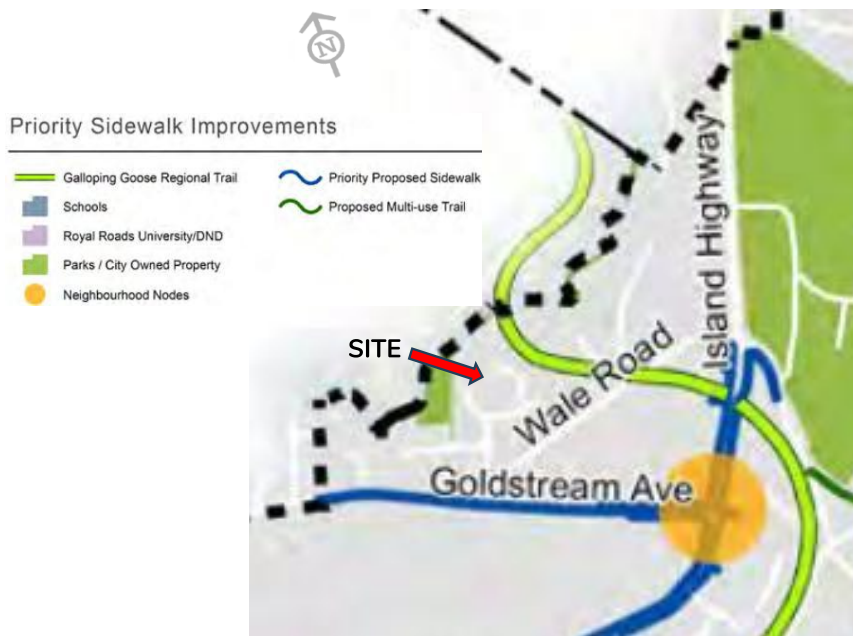 N
Priority Sidewalk Improvements
Galloping Goose Regional Trail
Schools
Royal Roads University/DND
Parks / City Owned Property
Neighbourhood Nodes
Priority Proposed Sidewalk
Proposed Multi-use Trail
SITE
Island Highway
Wale Road
Goldstream Ave